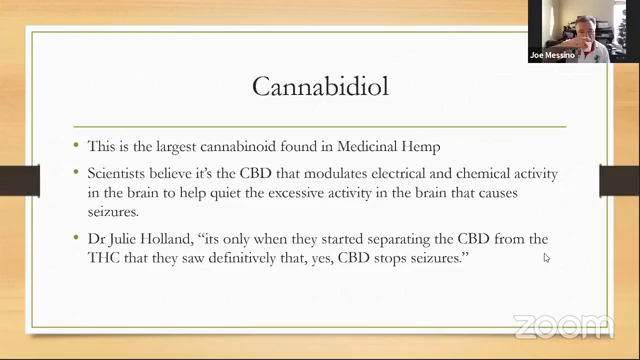 Joe Messino
Cannabidiol
• This is the largest cannabinoid found in Medicinal Hemp
• Scientists believe it's the CBD that modulates electrical and chemical activity
in the brain to help quiet the excessive activity in the brain that causes
seizures.
• Dr Julie Holland, “its only when they started separating the CBD from the
THC that they saw definitively that, yes, CBD stops seizures.”
zoom